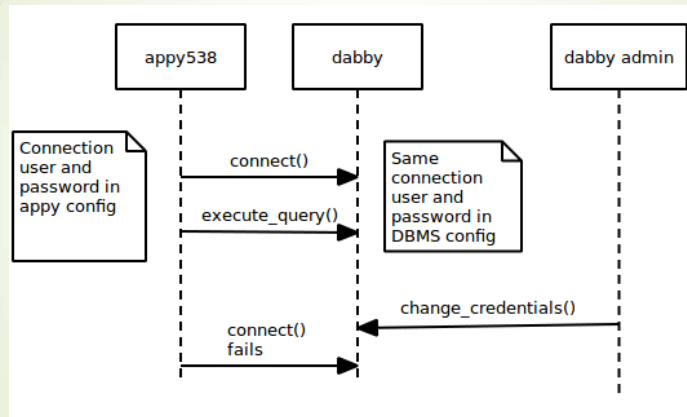 appy538
dabby
dabby admin
Connection
user and
password in
appy config
connect()
Same
connection
user and
password in
DBMS config
execute_query()
change_credentials()
connect()
fails